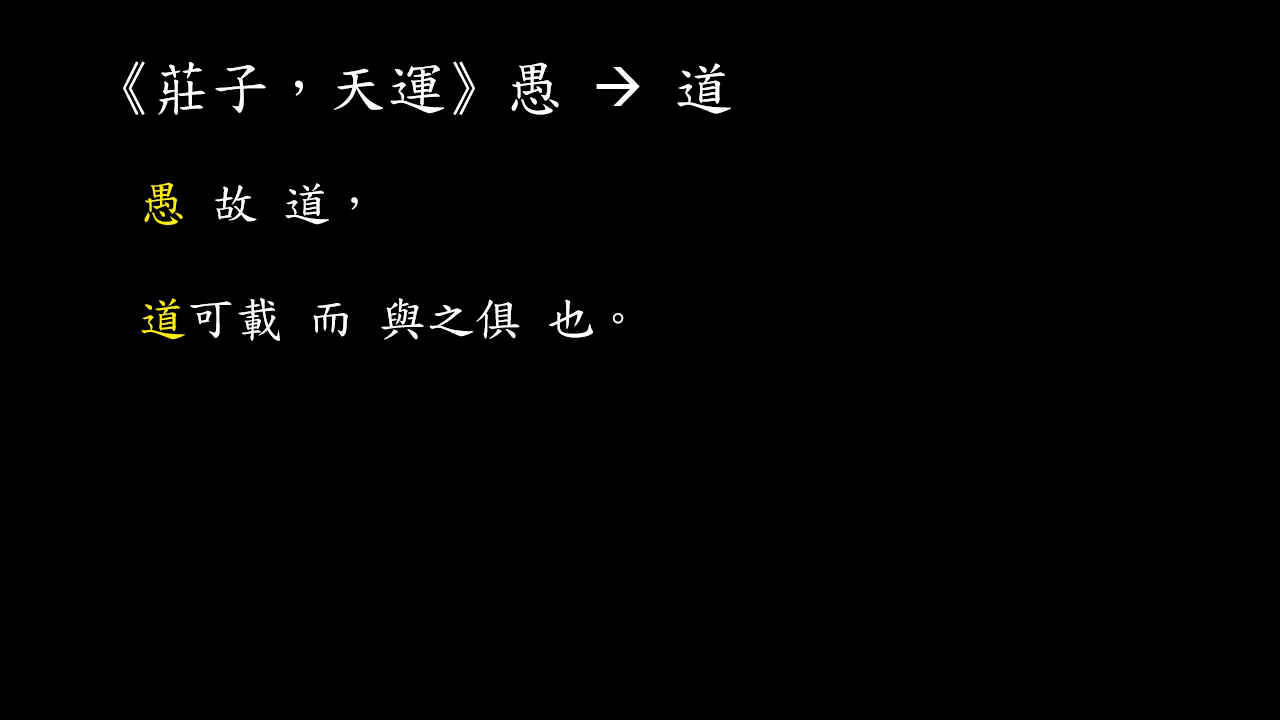 《莊子，天運》愚 → 道
愚 故 道，
道可載 而 與之俱 也。